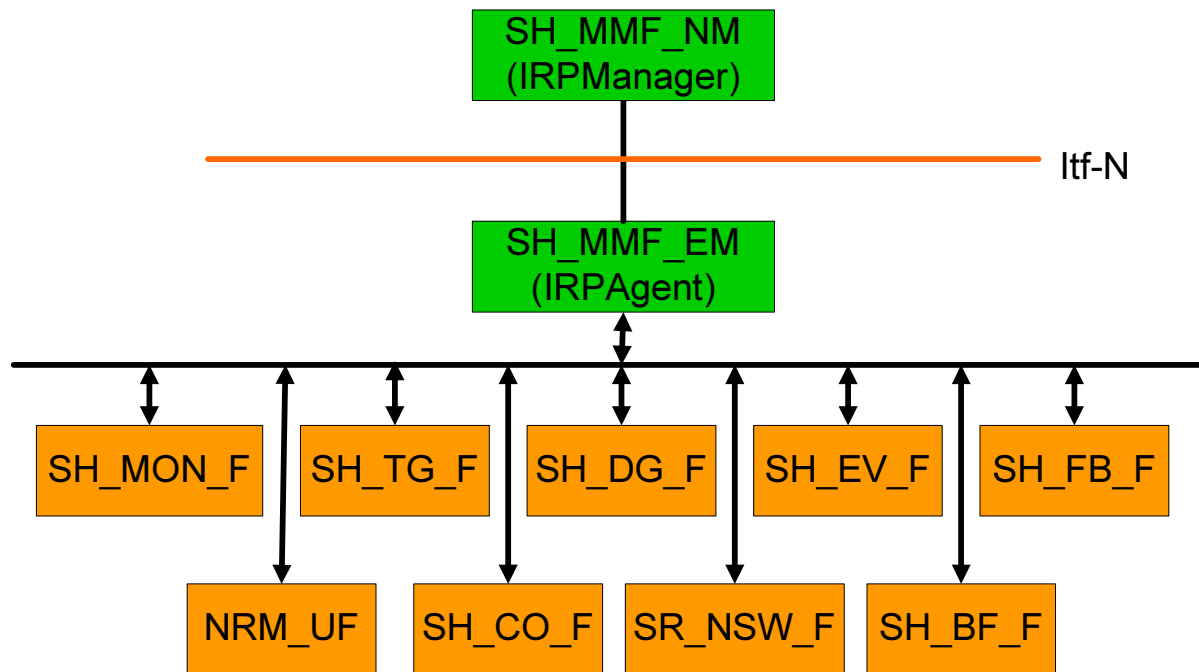 SH_MMF_NM
(IRPManager)
Itf-N
SH_MMF_EM
(IRPAgent)
SH_MON_F
SH_TG_F
SH_DG_F
SH_EV_F
SH_FB_F
NRM_UF
SH_CO_F
SR_NSW_F
SH_BF_F